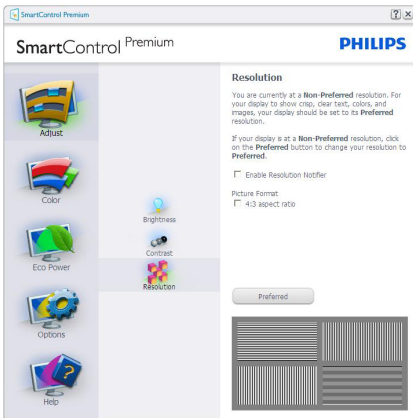 SmartControl Premium
SmartControl Premium
PHILIPS
Adjust
Color
Eco Power
Options
Help
Brightness
Contrast
Resolution
Resolution
You are currently at a Non-Preferred resolution. For
your display to show crisp, clear text, colors, and
images, your display should be set to its Preferred
resolution.
If your display is at a Non-Preferred resolution, click
on the Preferred button to change your resolution to
Preferred.
Enable Resolution Notifier
Picture Format
4:3 aspect ratio
Preferred